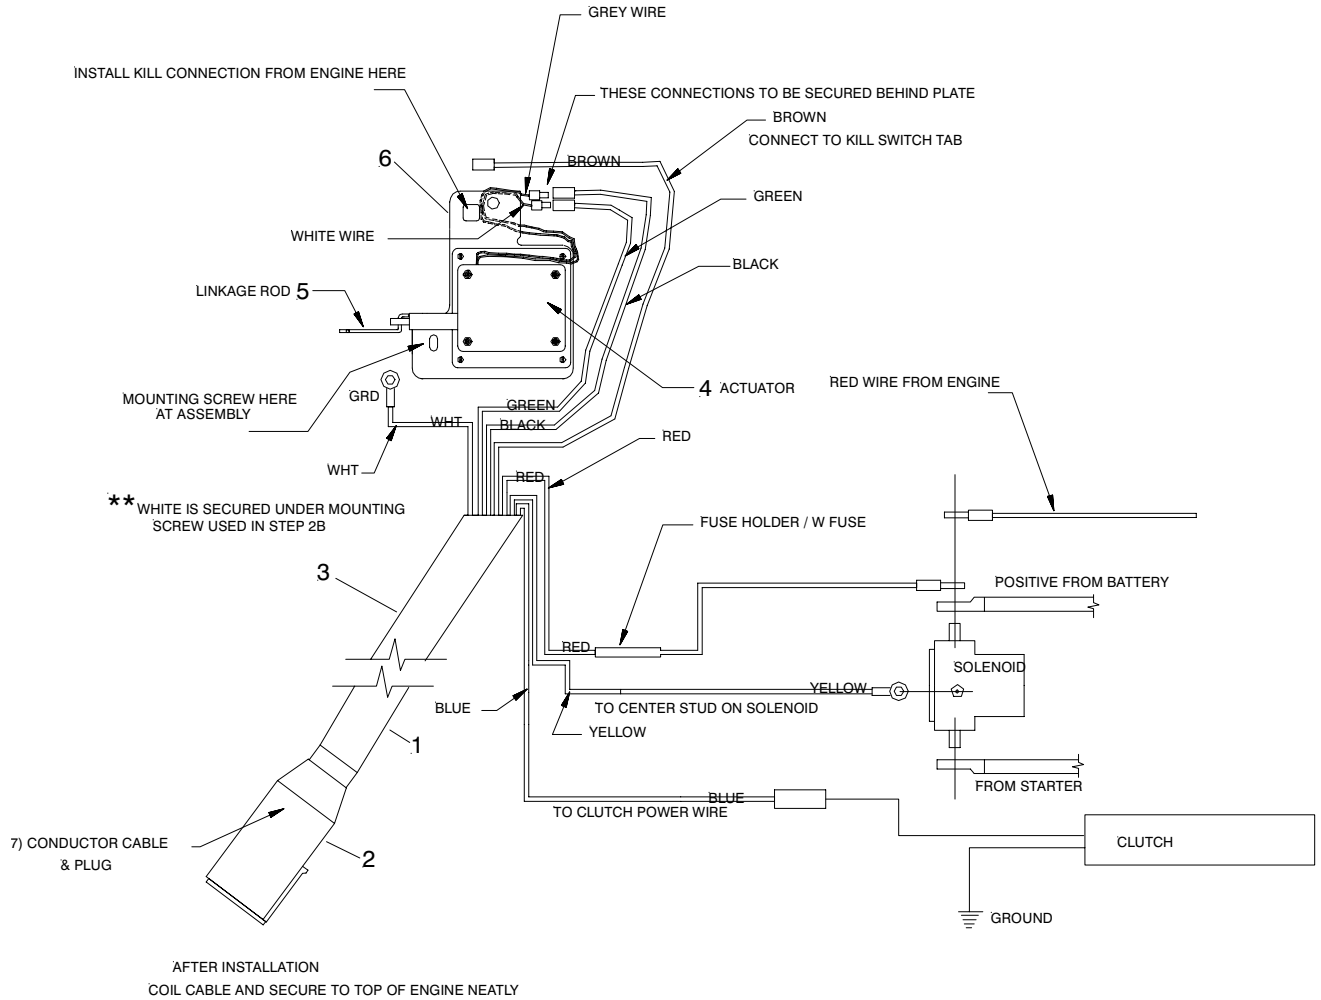 GREY WIRE
INSTALL KILL CONNECTION FROM ENGINE HERE
THESE CONNECTIONS TO BE SECURED BEHIND PLATE
BROWN
CONNECT TO KILL SWITCH TAB
6
BROWN
GREEN
WHITE WIRE
BLACK
LINKAGE ROD 5
4 ACTUATOR
RED WIRE FROM ENGINE
GRD
MOUNTING SCREW HERE
AT ASSEMBLY
GREEN
WHT
BLACK
RED
WHT
RED
** WHITE IS SECURED UNDER MOUNTING
SCREW USED IN STEP 2B
FUSE HOLDER / W FUSE
3
POSITIVE FROM BATTERY
RED
SOLENOID
YELLOW
BLUE
TO CENTER STUD ON SOLENOID
YELLOW
1
FROM STARTER
BLUE
TO CLUTCH POWER WIRE
7) CONDUCTOR CABLE
& PLUG
2
CLUTCH
GROUND
AFTER INSTALLATION
COIL CABLE AND SECURE TO TOP OF ENGINE NEATLY